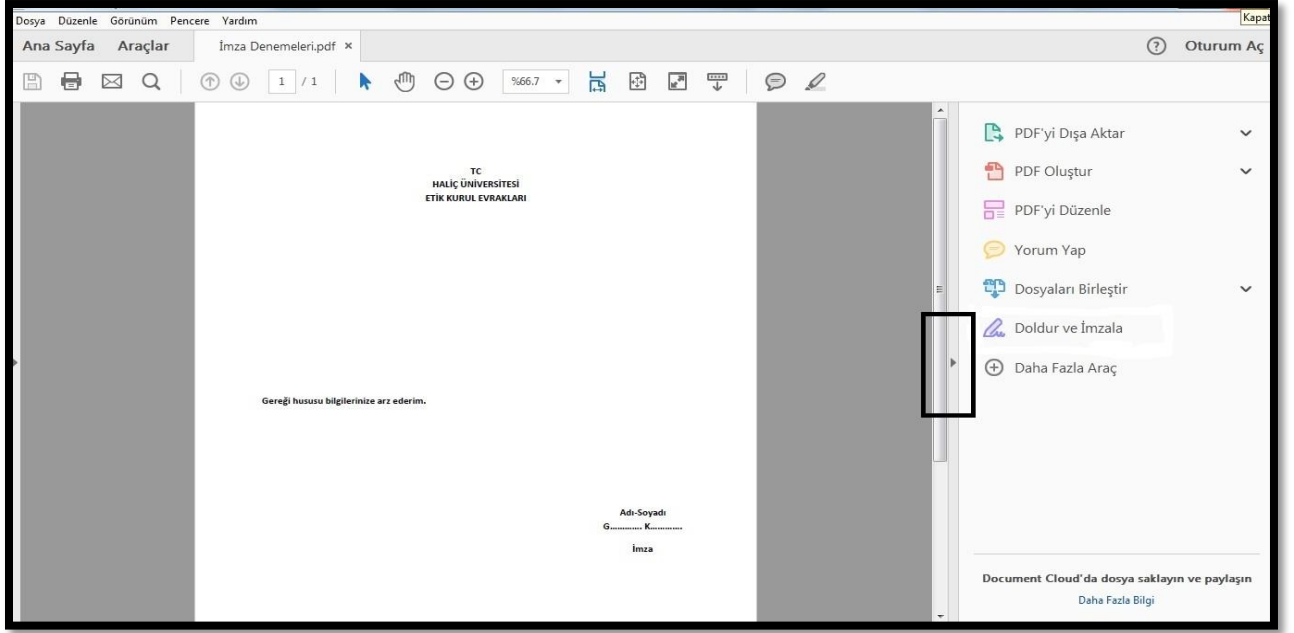 Dosya Düzenle Görünüm Pencere Yardım
Kapat
Ana Sayfa Araçlar İmza Denemeleri.pdf × ? Oturum Aç
1 / 1 %66.7
TC
HALİÇ ÜNİVERSİTESİ
ETİK KURUL EVRAKLARI
Gereği hususu bilgilerinize arz ederim.
Adı-Soyadı
G............. K.............
İmza
PDF'yi Dışa Aktar
PDF Oluştur
PDF'yi Düzenle
Yorum Yap
Dosyaları Birleştir
Doldur ve İmzala
Daha Fazla Araç
Document Cloud'da dosya saklayın ve paylaşın
Daha Fazla Bilgi